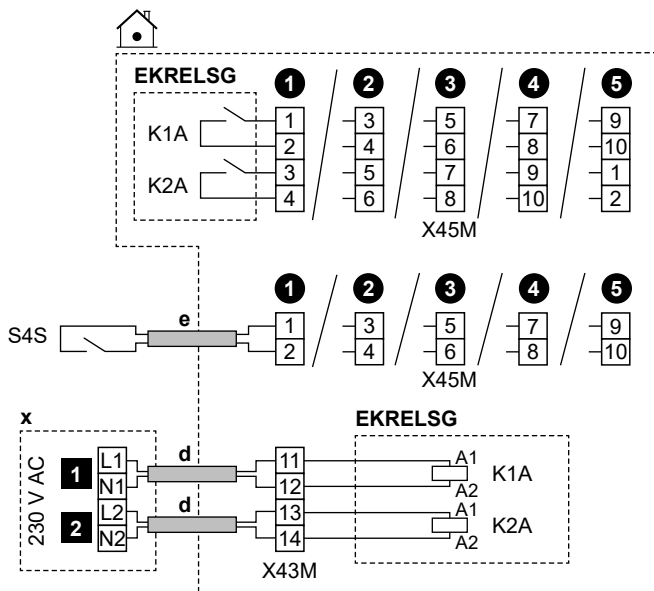 EKRELSG
1 2 3 4 5
K1A
1 3 5 7 9
2 4 6 8 10
K2A
3 5 7 9 1
4 6 8 10 2
X45M
1 2 3 4 5
S4S
e
1 3 5 7 9
2 4 6 8 10
X45M
x
EKRELSG
230 V AC
1
L1
N1
2
L2
N2
d
d
11
12
13
14
X43M
A1
A2
K1A
A1
A2
K2A